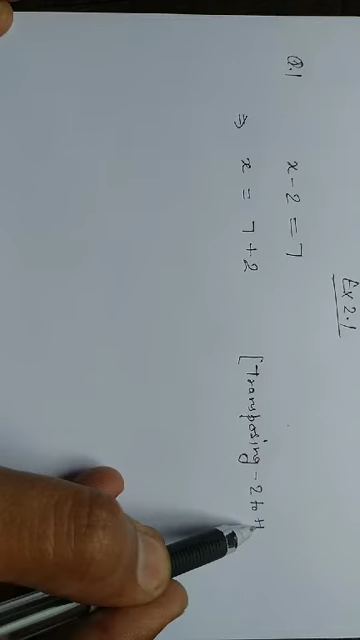 Ex 2.1
Q.1 x - 2 = 7
⇒ x = 7 + 2 [transposing - 2 to